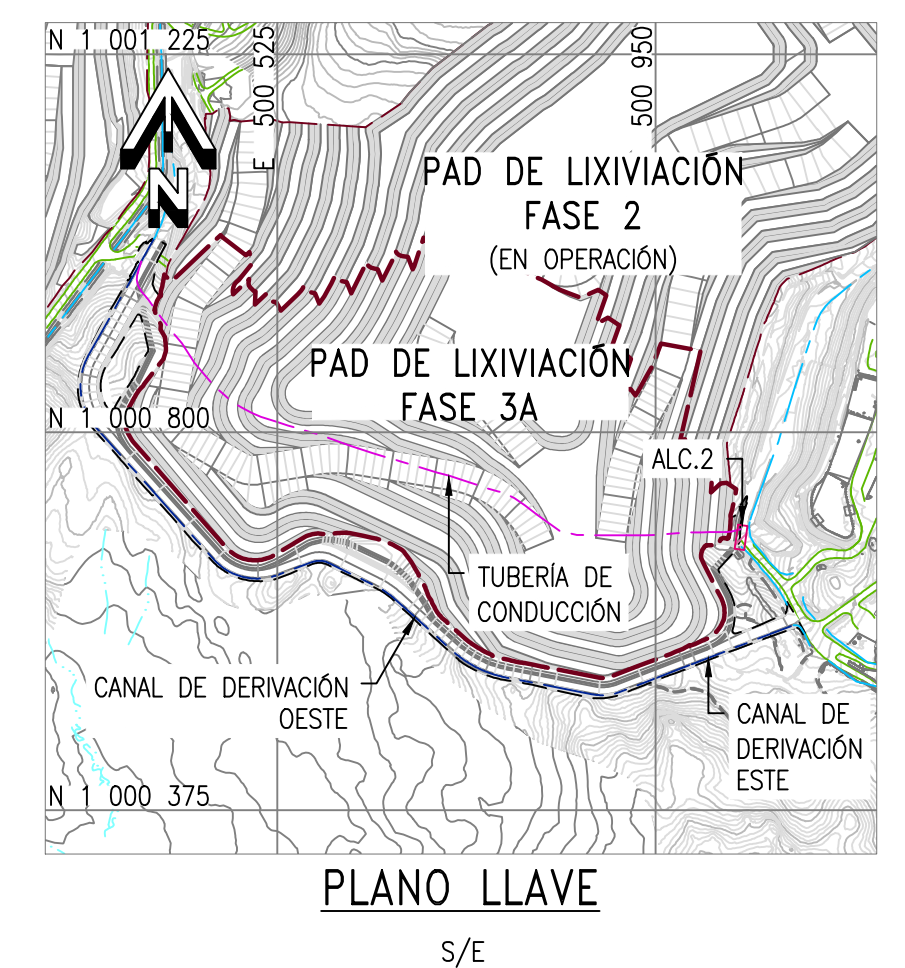 N 1 001 225
E 500 525
500 950
N
PAD DE LIXIVIACIÓN
FASE 2
(EN OPERACIÓN)
PAD DE LIXIVIACIÓN
FASE 3A
N 1 000 800
ALC.2
TUBERÍA DE
CONDUCCIÓN
CANAL DE DERIVACIÓN
OESTE
CANAL DE
DERIVACIÓN
ESTE
N 1 000 375
PLANO LLAVE
S/E